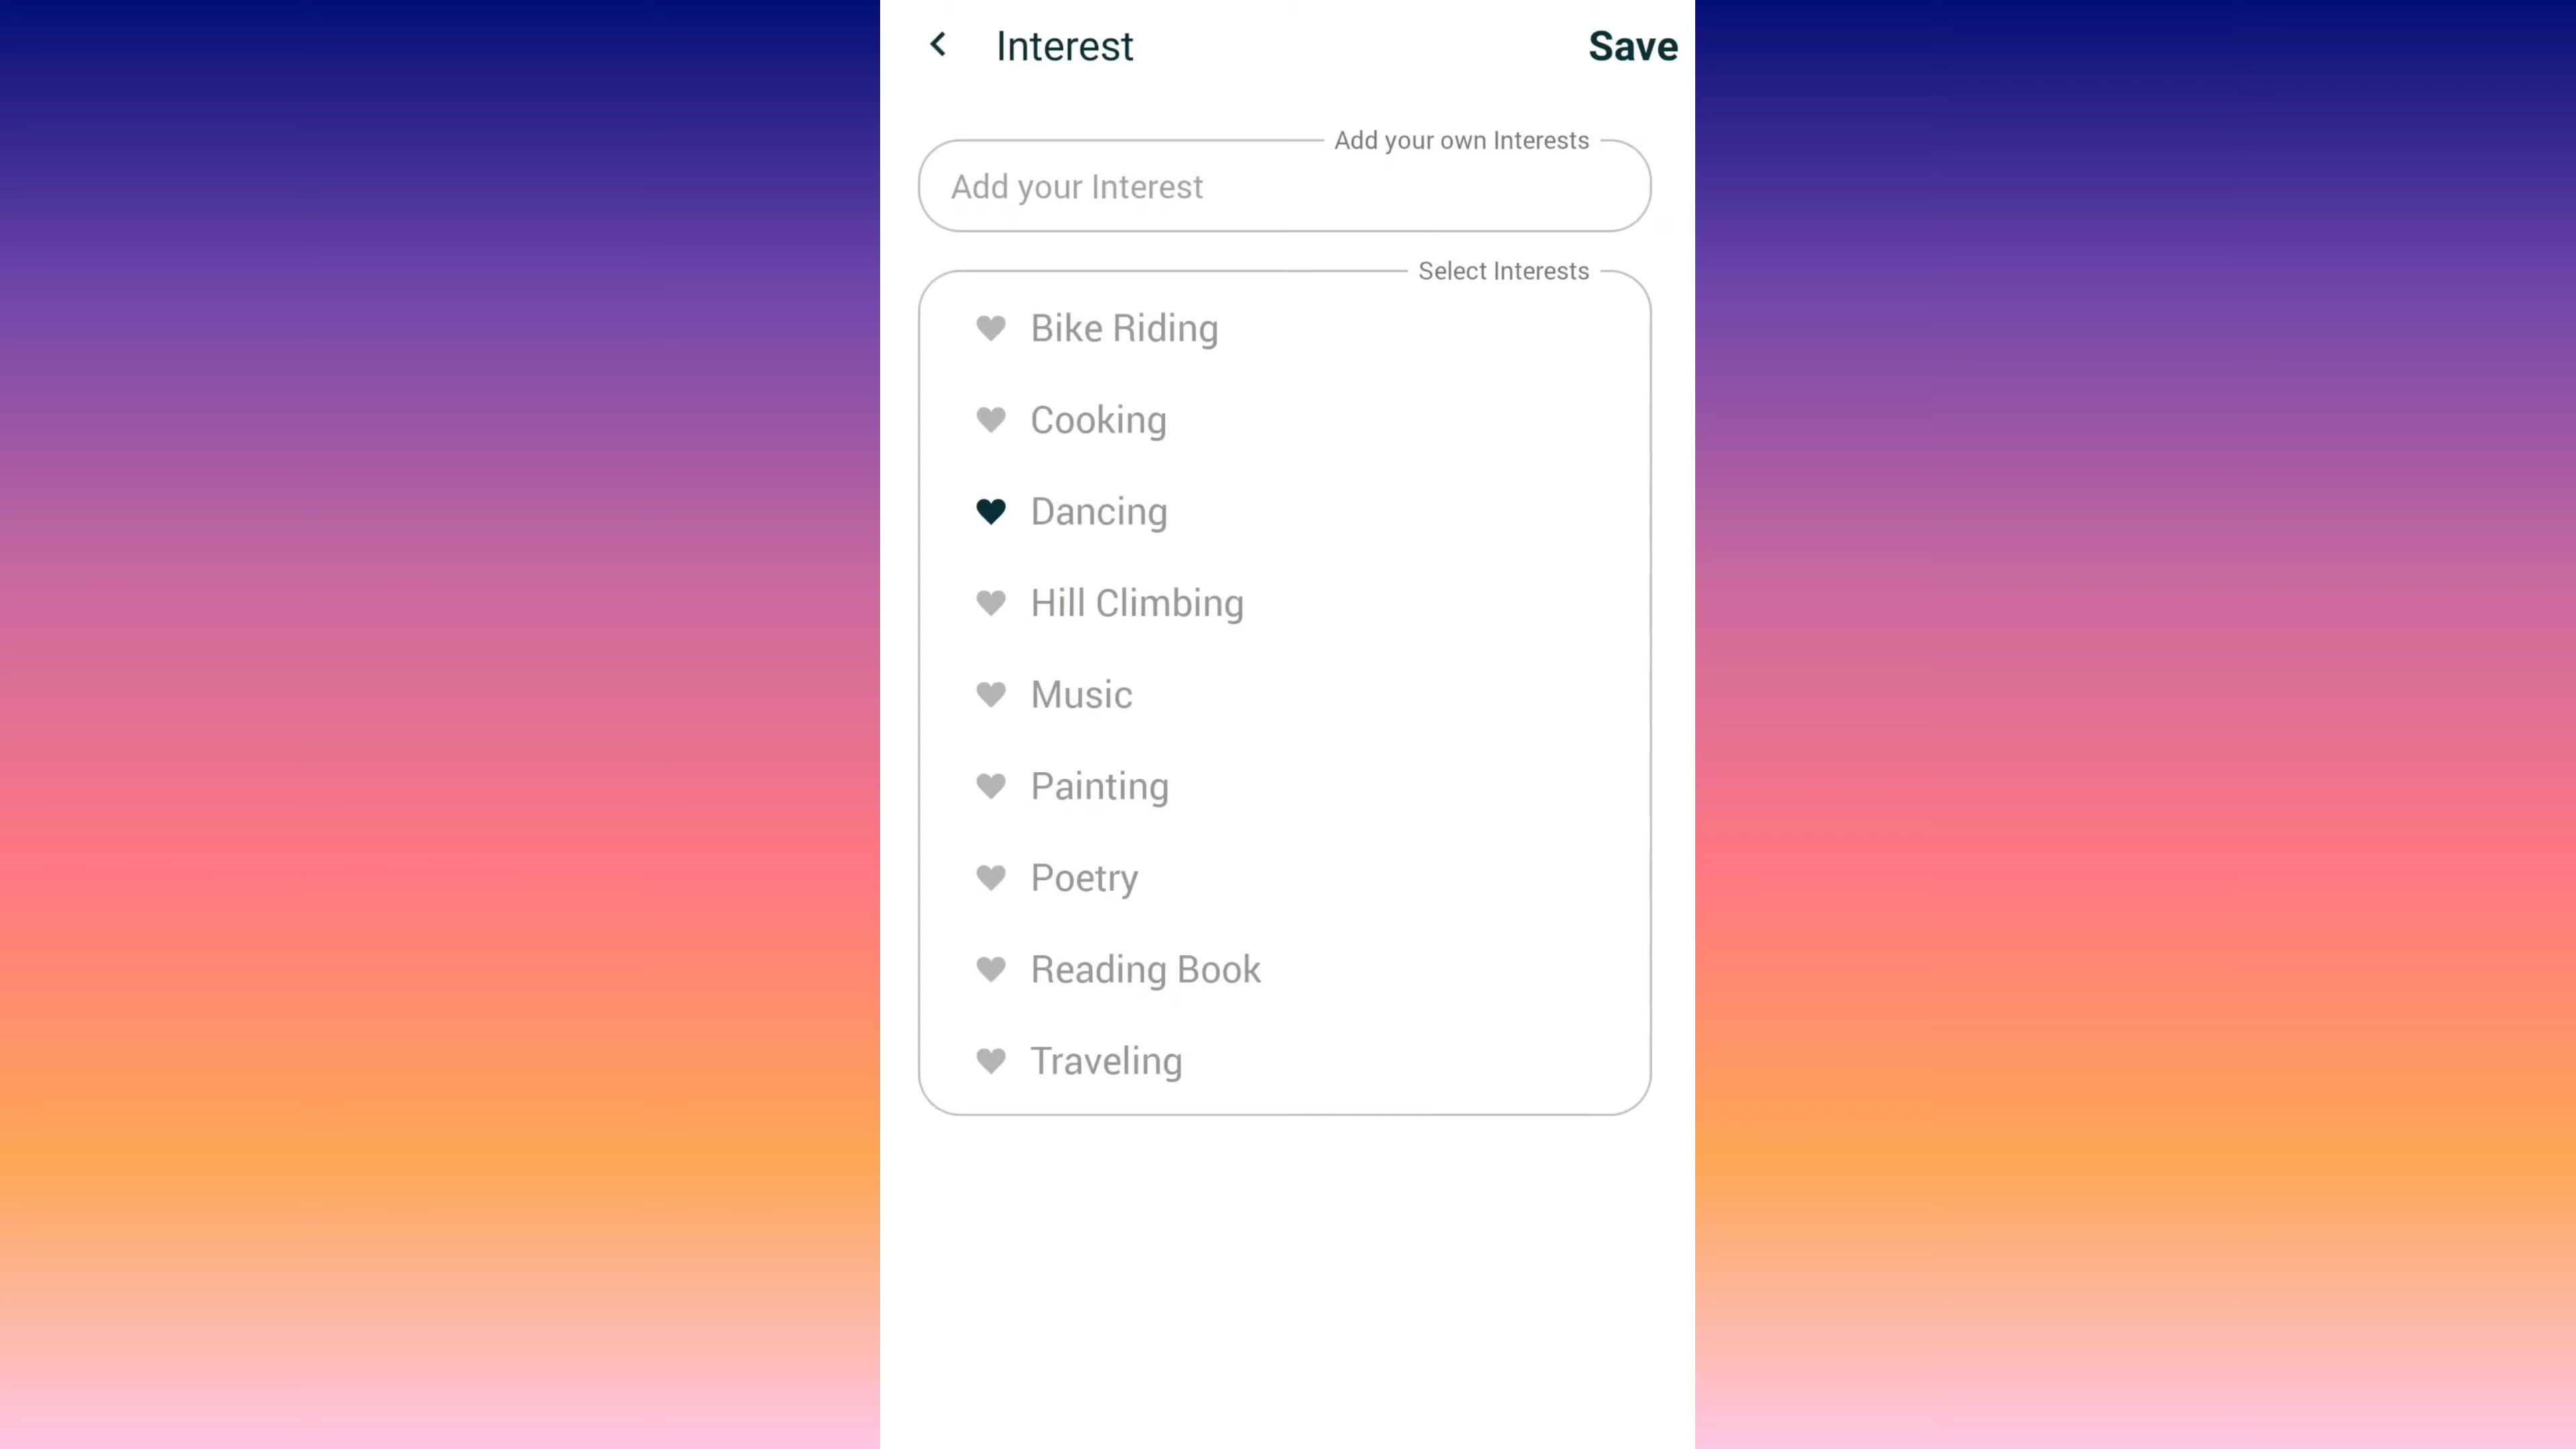 Interest
Save
Add your own Interests
Add your Interest
Select Interests
Bike Riding
Cooking
Dancing
Hill Climbing
Music
Painting
Poetry
Reading Book
Traveling